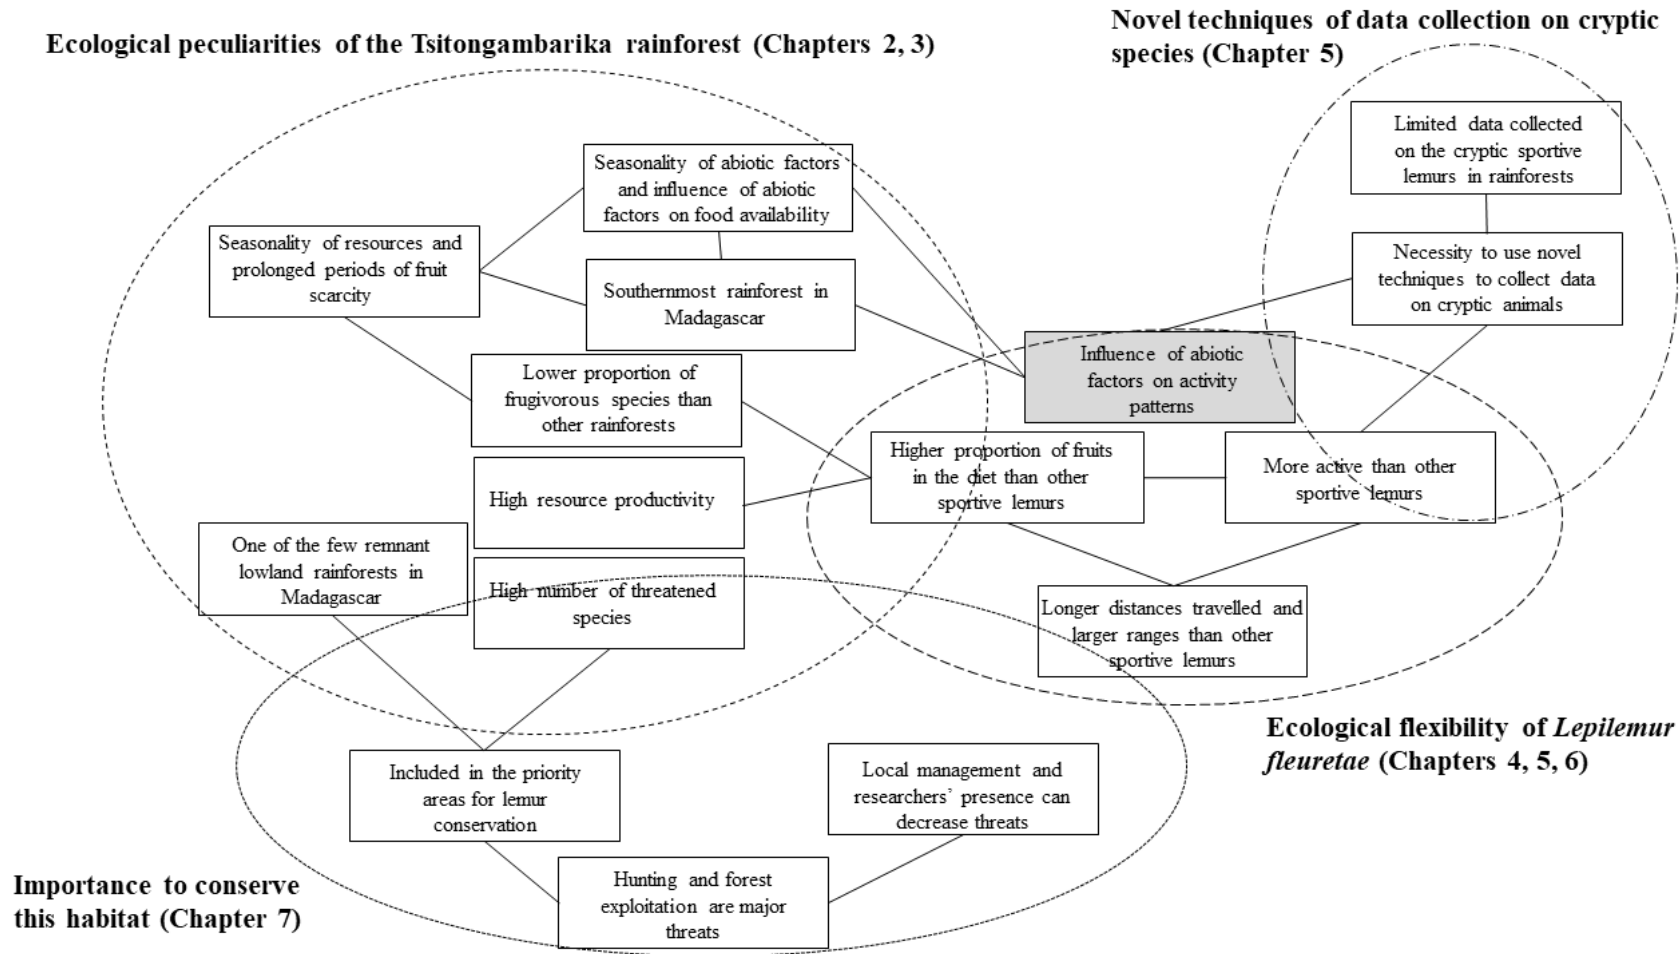 Ecological peculiarities of the Tsitongambarika rainforest (Chapters 2, 3)
Novel techniques of data collection on cryptic
species (Chapter 5)
Limited data collected
on the cryptic sportive
lemurs in rainforests
Seasonality of abiotic factors
and influence of abiotic
factors on food availability
Seasonality of resources and
prolonged periods of fruit
scarcity
Necessity to use novel
techniques to collect data
on cryptic animals
Southernmost rainforest in
Madagascar
Influence of abiotic
factors on activity
patterns
Lower proportion of
frugivorous species than
other rainforests
Higher proportion of fruits
in the diet than other
sportive lemurs
More active than other
sportive lemurs
High resource productivity
One of the few remnant
lowland rainforests in
Madagascar
High number of threatened
species
Longer distances travelled and
larger ranges than other
sportive lemurs
Ecological flexibility of Lepilemur
fleuretae (Chapters 4, 5, 6)
Included in the priority
areas for lemur
conservation
Local management and
researchers’ presence can
decrease threats
Hunting and forest
exploitation are major
threats
Importance to conserve
this habitat (Chapter 7)